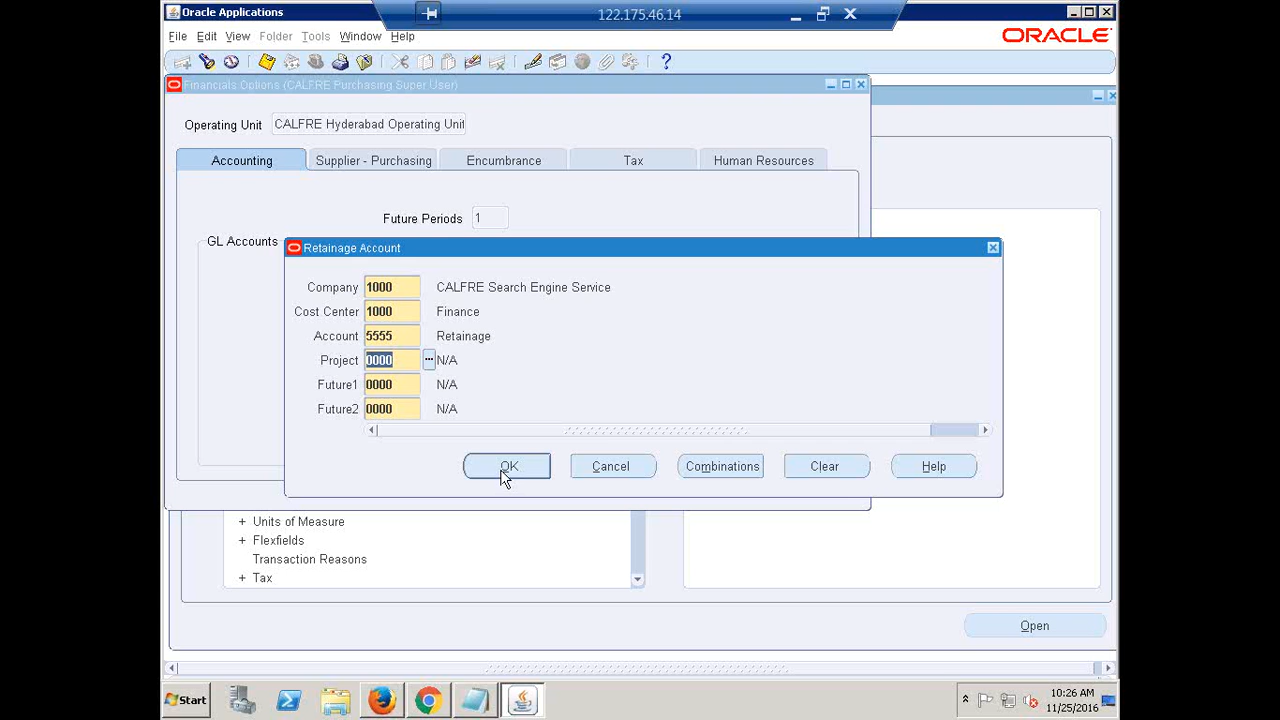 Oracle Applications
122.175.46.14
File Edit View Folder Tools Window Help
ORACLE
Financials Options (CALFRE Purchasing Super User)
Operating Unit CALFRE Hyderabad Operating Unit
Accounting Supplier - Purchasing Encumbrance Tax Human Resources
Future Periods 1
GL Accounts
Retainage Account
Company 1000 CALFRE Search Engine Service
Cost Center 1000 Finance
Account 5555 Retainage
Project 0000 N/A
Future1 0000 N/A
Future2 0000 N/A
OK Cancel Combinations Clear Help
+ Units of Measure
+ Flexfields
Transaction Reasons
+ Tax
Open
Start
10:26 AM
11/25/2016